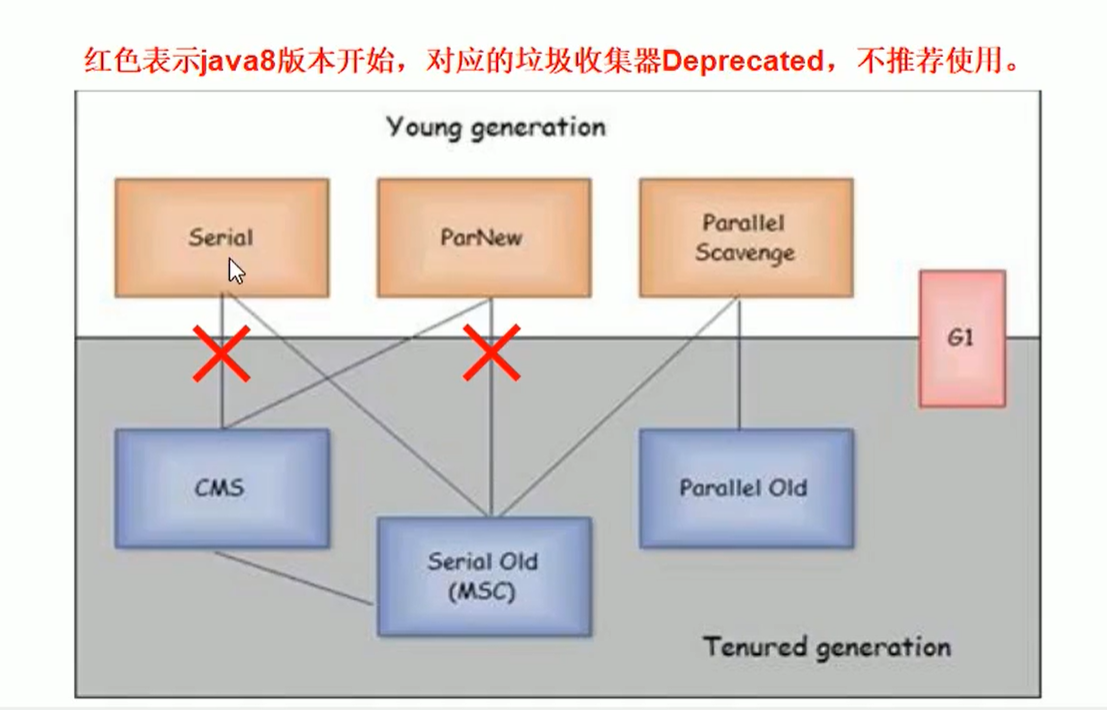 红色表示java8版本开始，对应的垃圾收集器Deprecated，不推荐使用。
Young generation
Serial
ParNew
Parallel
Scavenge
G1
CMS
Parallel Old
Serial Old
(MSC)
Tenured generation